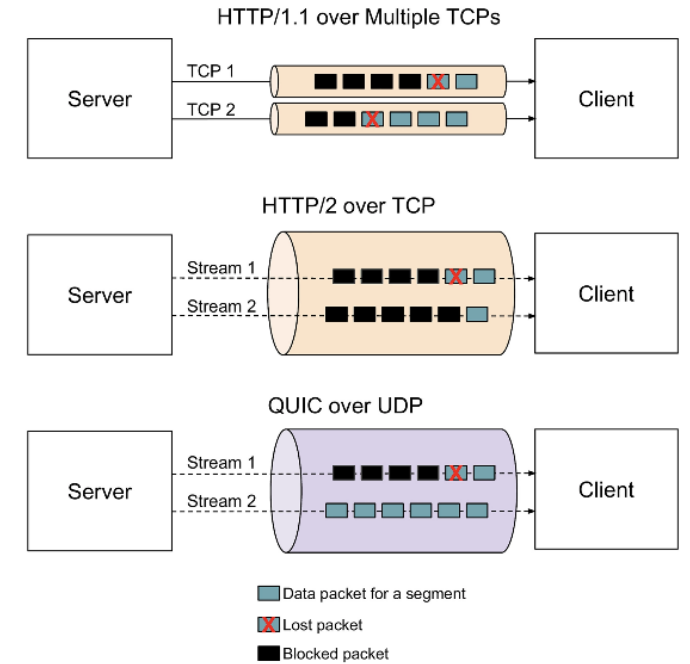 HTTP/1.1 over Multiple TCPs
Server
TCP 1
TCP 2
Client
HTTP/2 over TCP
Server
Stream 1
Stream 2
Client
QUIC over UDP
Server
Stream 1
Stream 2
Client
Data packet for a segment
Lost packet
Blocked packet